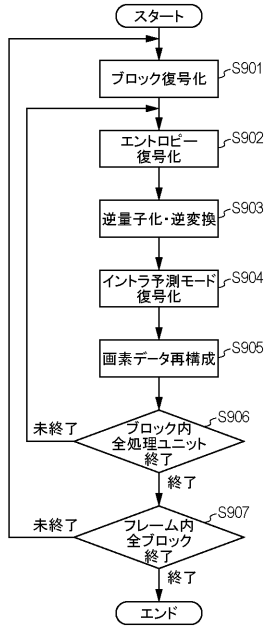 スタート
ブロック復号化
S901
エントロピー
復号化
S902
逆量子化・逆変換
S903
イントラ予測モード
復号化
S904
画素データ再構成
S905
ブロック内
全処理ユニット
終了
S906
未終了
終了
フレーム内
全ブロック
終了
S907
未終了
終了
エンド